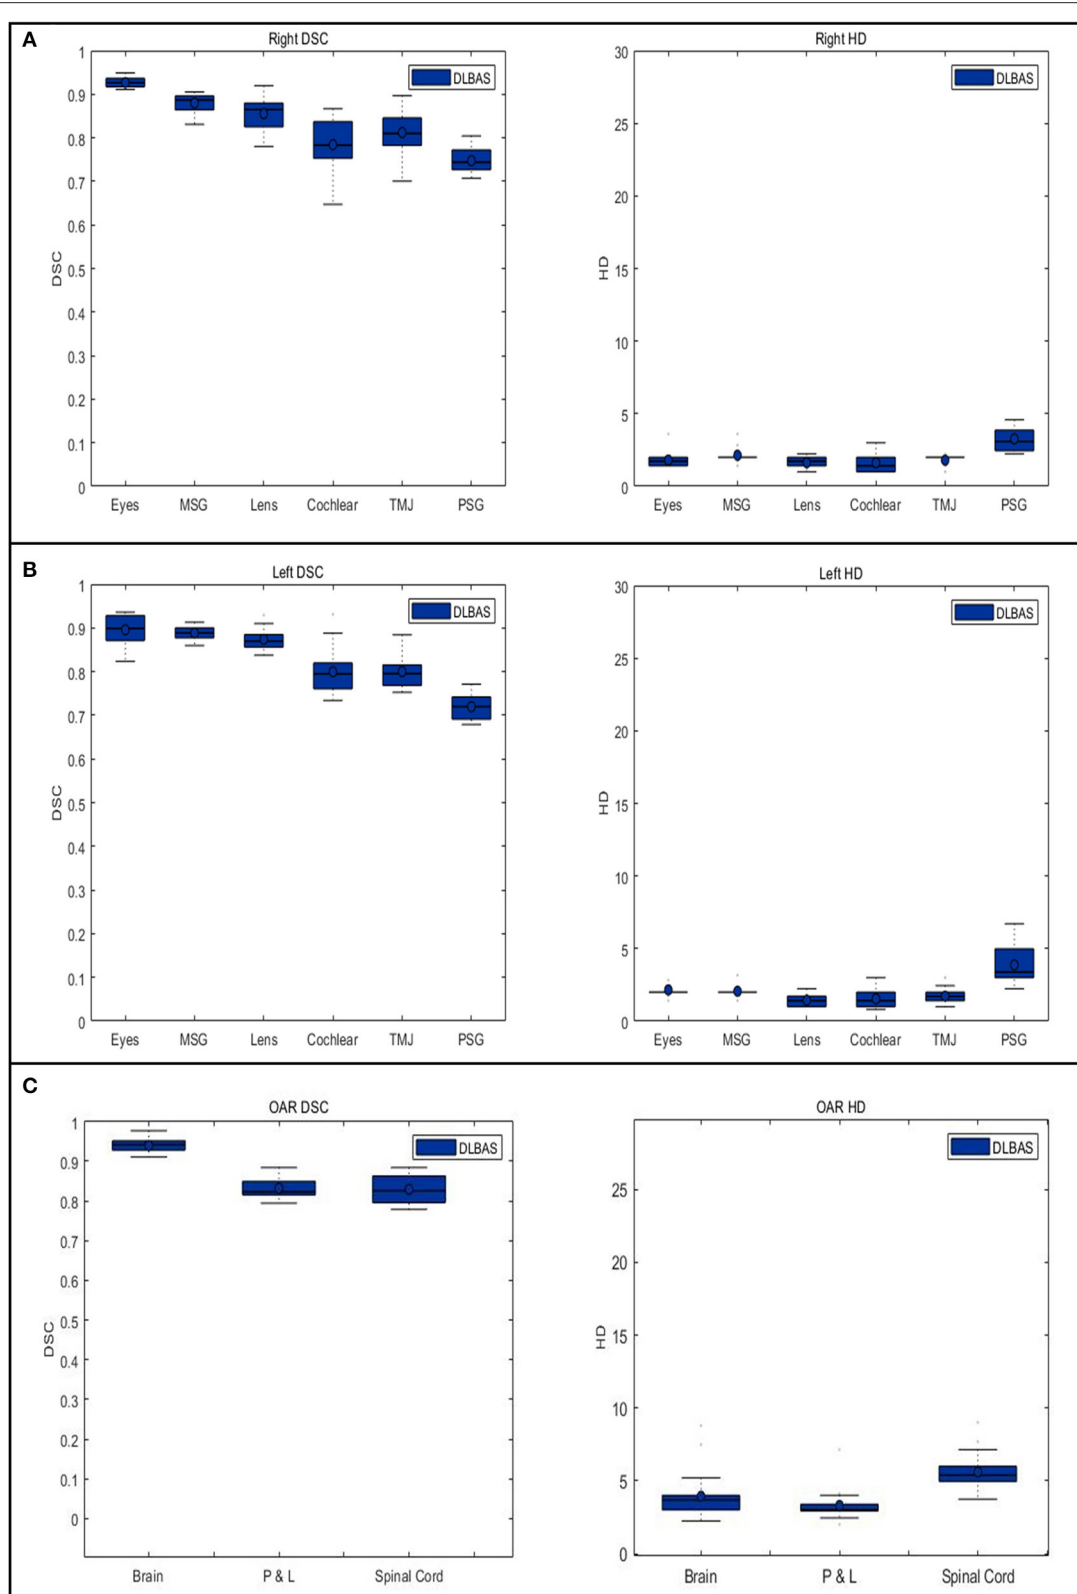 A
Right DSC
DLBAS
1
0.9
0.8
0.7
0.6
0.5
0.4
0.3
0.2
0.1
0
DSC
Eyes MSG Lens Cochlear TMJ PSG
Right HD
DLBAS
30
25
20
15
10
5
0
HD
Eyes MSG Lens Cochlear TMJ PSG
B
Left DSC
DLBAS
1
0.9
0.8
0.7
0.6
0.5
0.4
0.3
0.2
0.1
0
DSC
Eyes MSG Lens Cochlear TMJ PSG
Left HD
DLBAS
30
25
20
15
10
5
0
HD
Eyes MSG Lens Cochlear TMJ PSG
C
OAR DSC
DLBAS
1
0.9
0.8
0.7
0.6
0.5
0.4
0.3
0.2
0.1
0
DSC
Brain P & L Spinal Cord
OAR HD
DLBAS
25
20
15
10
5
0
HD
Brain P & L Spinal Cord